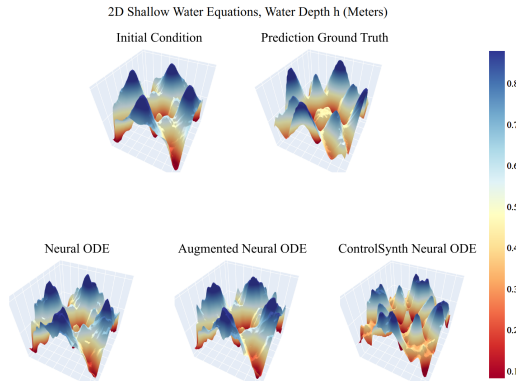 2D Shallow Water Equations, Water Depth h (Meters)
Initial Condition
Prediction Ground Truth
Neural ODE
Augmented Neural ODE
ControlSynth Neural ODE
0.8
0.7
0.6
0.5
0.4
0.3
0.2
0.1